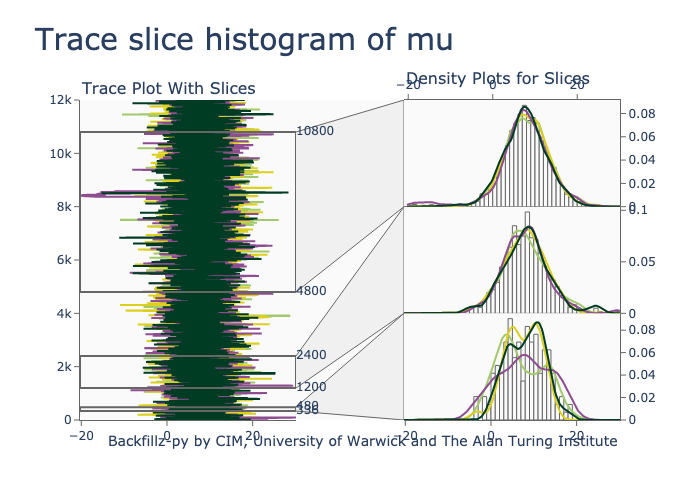 Trace slice histogram of mu
Density Plots for Slices
Trace Plot With Slices
−20 0 20
12k
10k
8k
6k
4k
2k
0
10800
4800
2400
1200
480
0.08
0.06
0.04
0.02
0
0.1
0.05
0
0.08
0.06
0.04
0.02
0
−20 0 20
−20 0 20
Backfillz-py by CIM, University of Warwick and The Alan Turing Institute